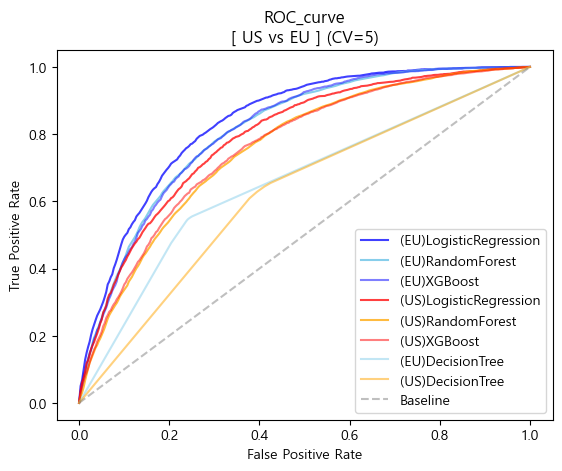 ROC_curve
[ US vs EU ] (CV=5)
True Positive Rate
1.0
0.8
0.6
0.4
0.2
0.0
(EU)LogisticRegression
(EU)RandomForest
(EU)XGBoost
(US)LogisticRegression
(US)RandomForest
(US)XGBoost
(EU)DecisionTree
(US)DecisionTree
Baseline
0.0 0.2 0.4 0.6 0.8 1.0
False Positive Rate